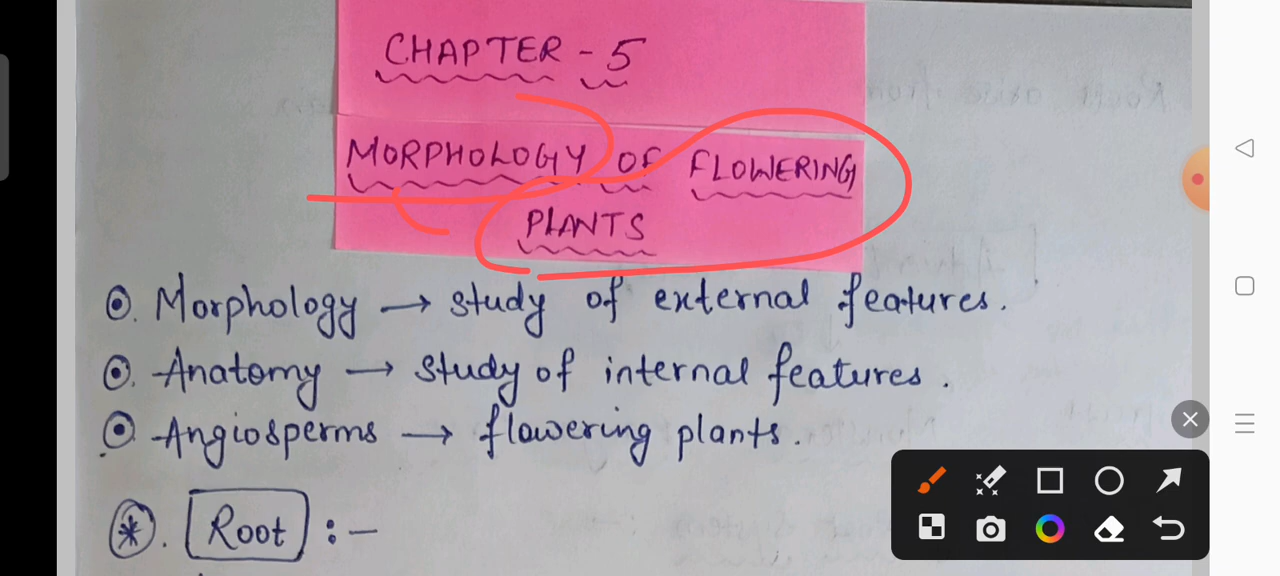 CHAPTER - 5
MORPHOLOGY OF FLOWERING
PLANTS
⊙. Morphology → study of external features.
⊙. Anatomy → study of internal features.
⊙. Angiosperms → flowering plants.
⊛. Root :-